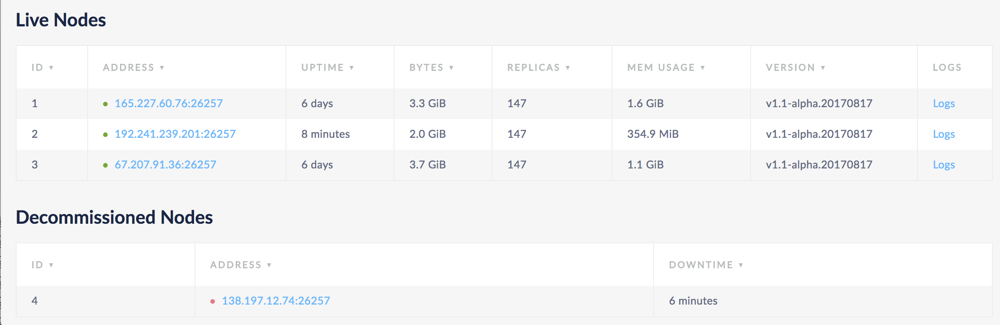 Live Nodes
ID ▼ ADDRESS ▼ UPTIME ▼ BYTES ▼ REPLICAS ▼ MEM USAGE ▼ VERSION ▼ LOGS
1 165.227.60.76:26257 6 days 3.3 GiB 147 1.6 GiB v1.1-alpha.20170817 Logs
2 192.241.239.201:26257 8 minutes 2.0 GiB 147 354.9 MiB v1.1-alpha.20170817 Logs
3 67.207.91.36:26257 6 days 3.7 GiB 147 1.1 GiB v1.1-alpha.20170817 Logs
Decommissioned Nodes
ID ▼ ADDRESS ▼ DOWNTIME ▼
4 138.197.12.74:26257 6 minutes